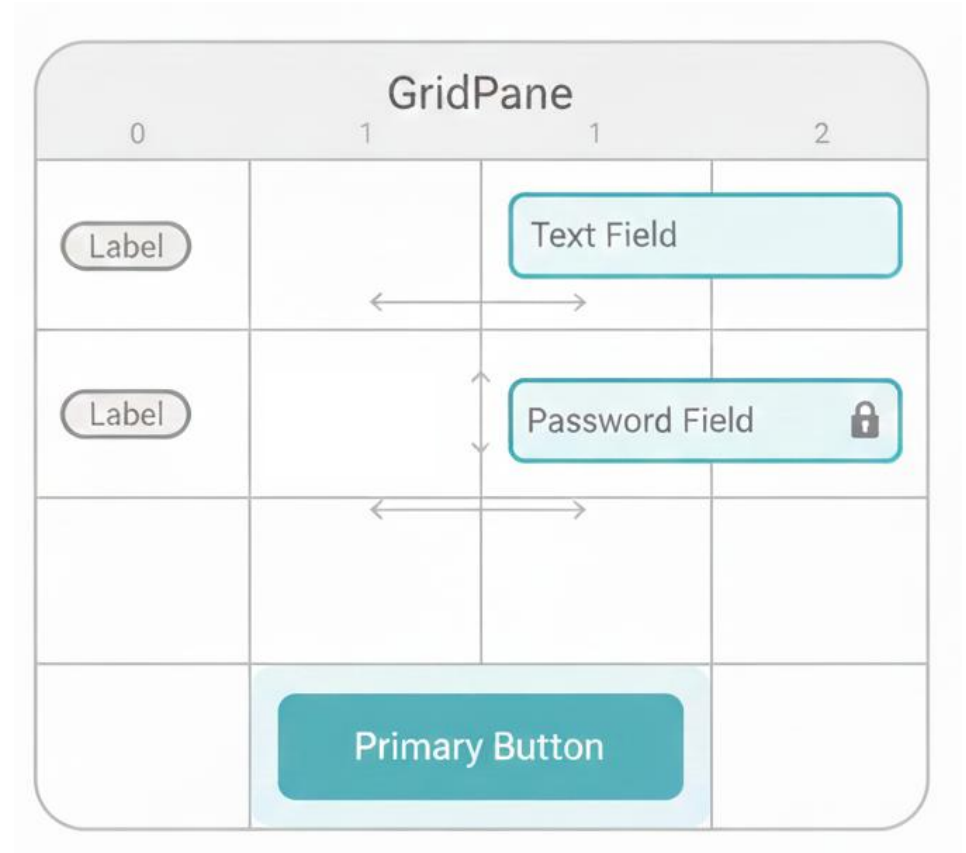 GridPane
0 1 1 2
Label
Text Field
Label
Password Field
Primary Button